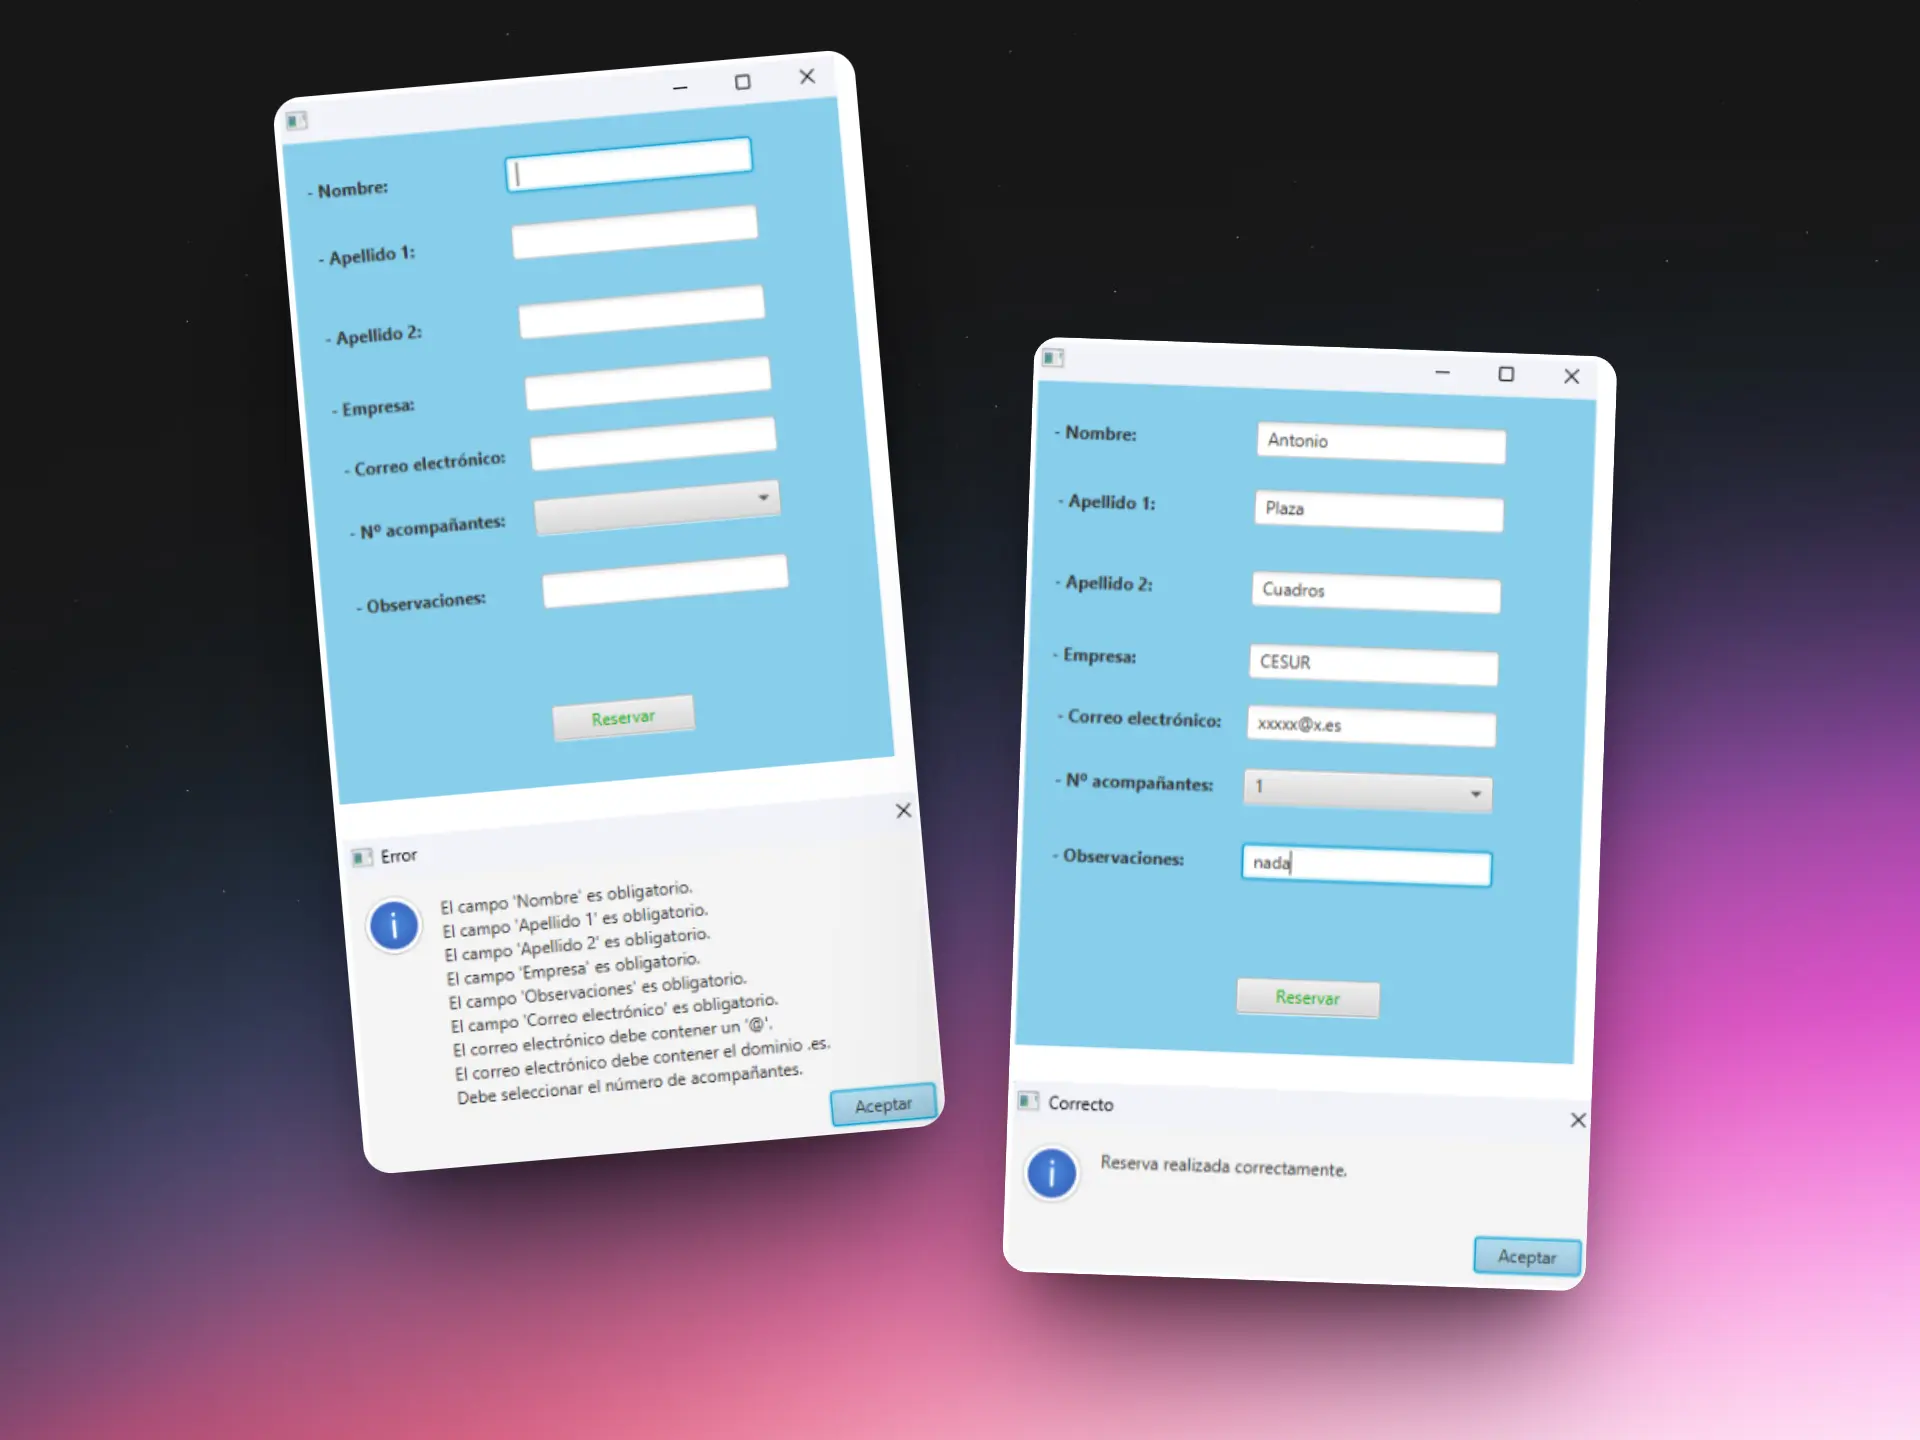 - Nombre:
- Apellido 1:
- Apellido 2:
- Empresa:
- Correo electrónico:
- Nº acompañantes:
- Observaciones:
Reservar
Error
El campo 'Nombre' es obligatorio.
El campo 'Apellido 1' es obligatorio.
El campo 'Apellido 2' es obligatorio.
El campo 'Empresa' es obligatorio.
El campo 'Observaciones' es obligatorio.
El campo 'Correo electrónico' es obligatorio.
El correo electrónico debe contener un '@'.
El correo electrónico debe contener el dominio .es.
Debe seleccionar el número de acompañantes.
Aceptar
- Nombre: Antonio
- Apellido 1: Plaza
- Apellido 2: Cuadros
- Empresa: CESUR
- Correo electrónico: xxxxx@x.es
- Nº acompañantes: 1
- Observaciones: nada
Reservar
Correcto
Reserva realizada correctamente.
Aceptar